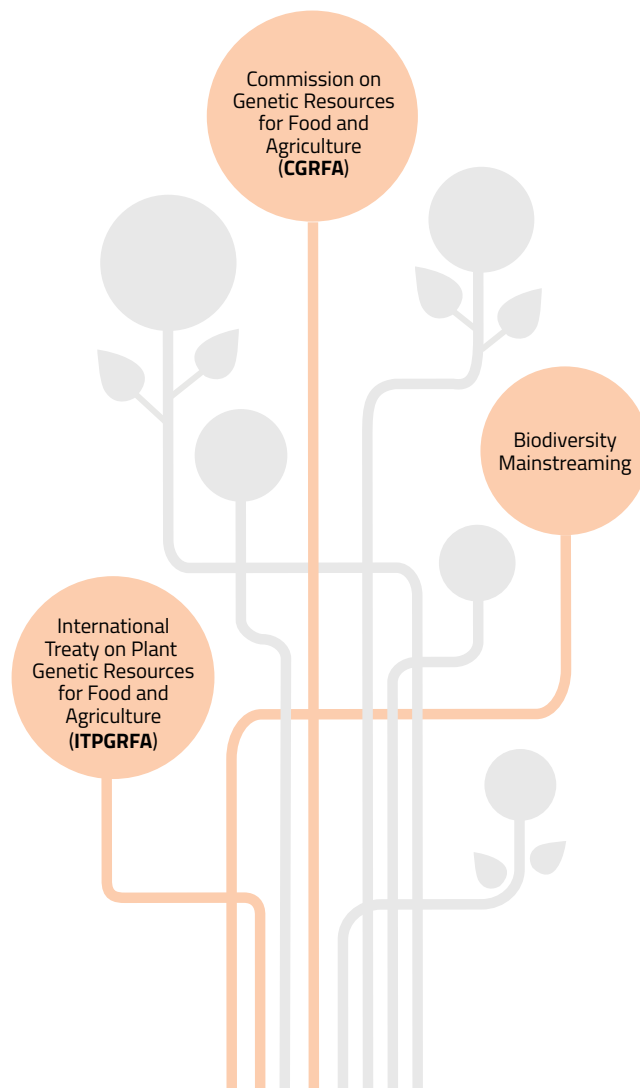 Commission on
Genetic Resources
for Food and
Agriculture
(CGRFA)
Biodiversity
Mainstreaming
International
Treaty on Plant
Genetic Resources
for Food and
Agriculture
(ITPGRFA)